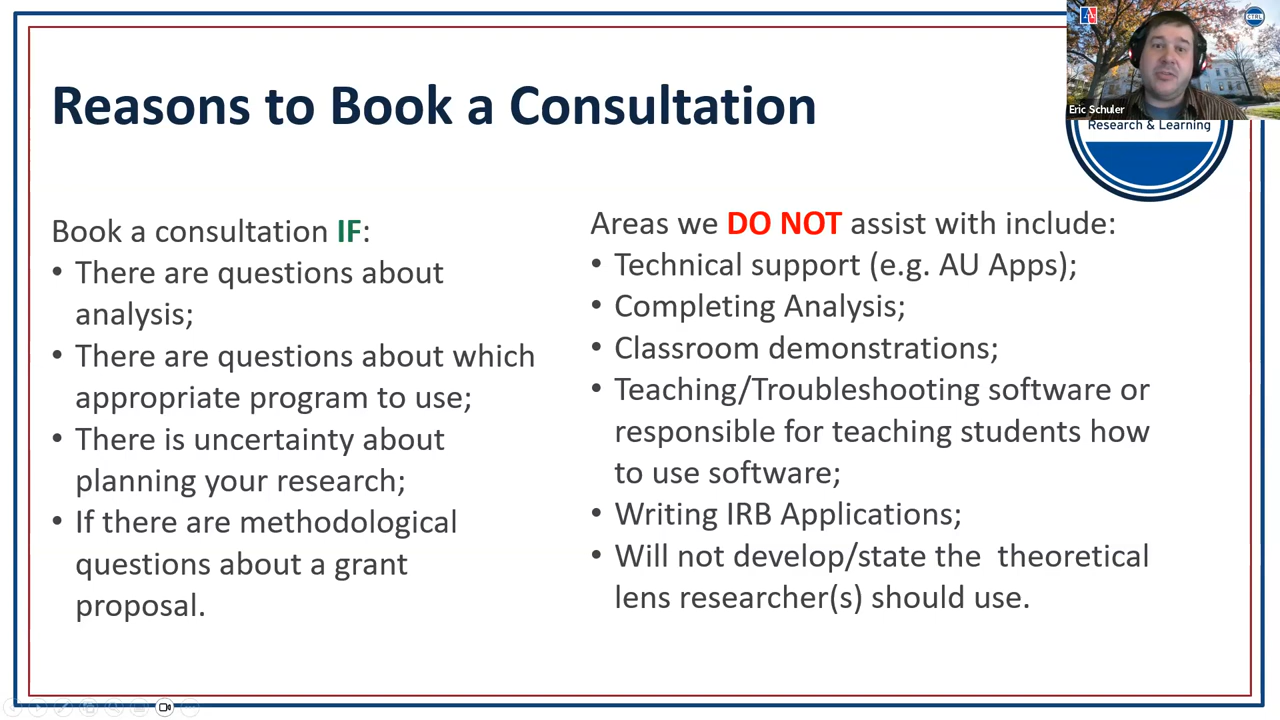 Reasons to Book a Consultation
Eric Schuler
CTRL
Research & Learning
Book a consultation IF:
• There are questions about
analysis;
• There are questions about which
appropriate program to use;
• There is uncertainty about
planning your research;
• If there are methodological
questions about a grant
proposal.
Areas we DO NOT assist with include:
• Technical support (e.g. AU Apps);
• Completing Analysis;
• Classroom demonstrations;
• Teaching/Troubleshooting software or
responsible for teaching students how
to use software;
• Writing IRB Applications;
• Will not develop/state the  theoretical
lens researcher(s) should use.